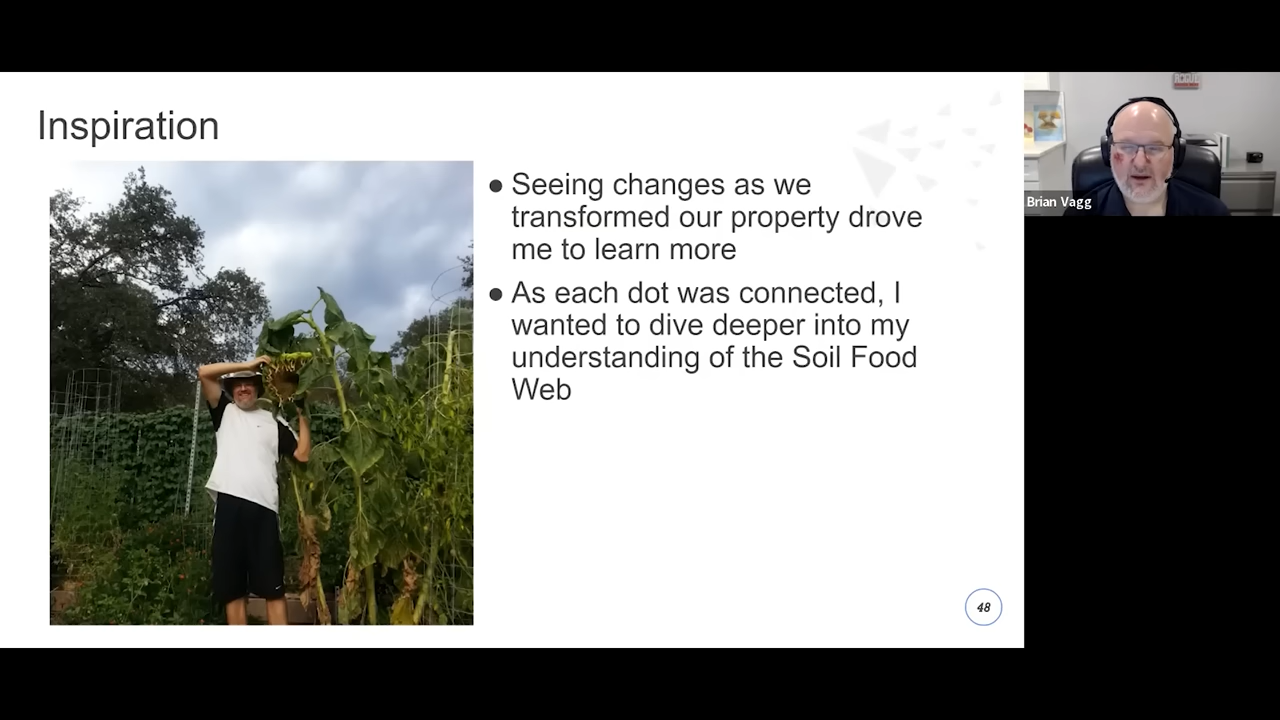 Inspiration
● Seeing changes as we
transformed our property drove
me to learn more
● As each dot was connected, I
wanted to dive deeper into my
understanding of the Soil Food
Web
48
Brian Vagg